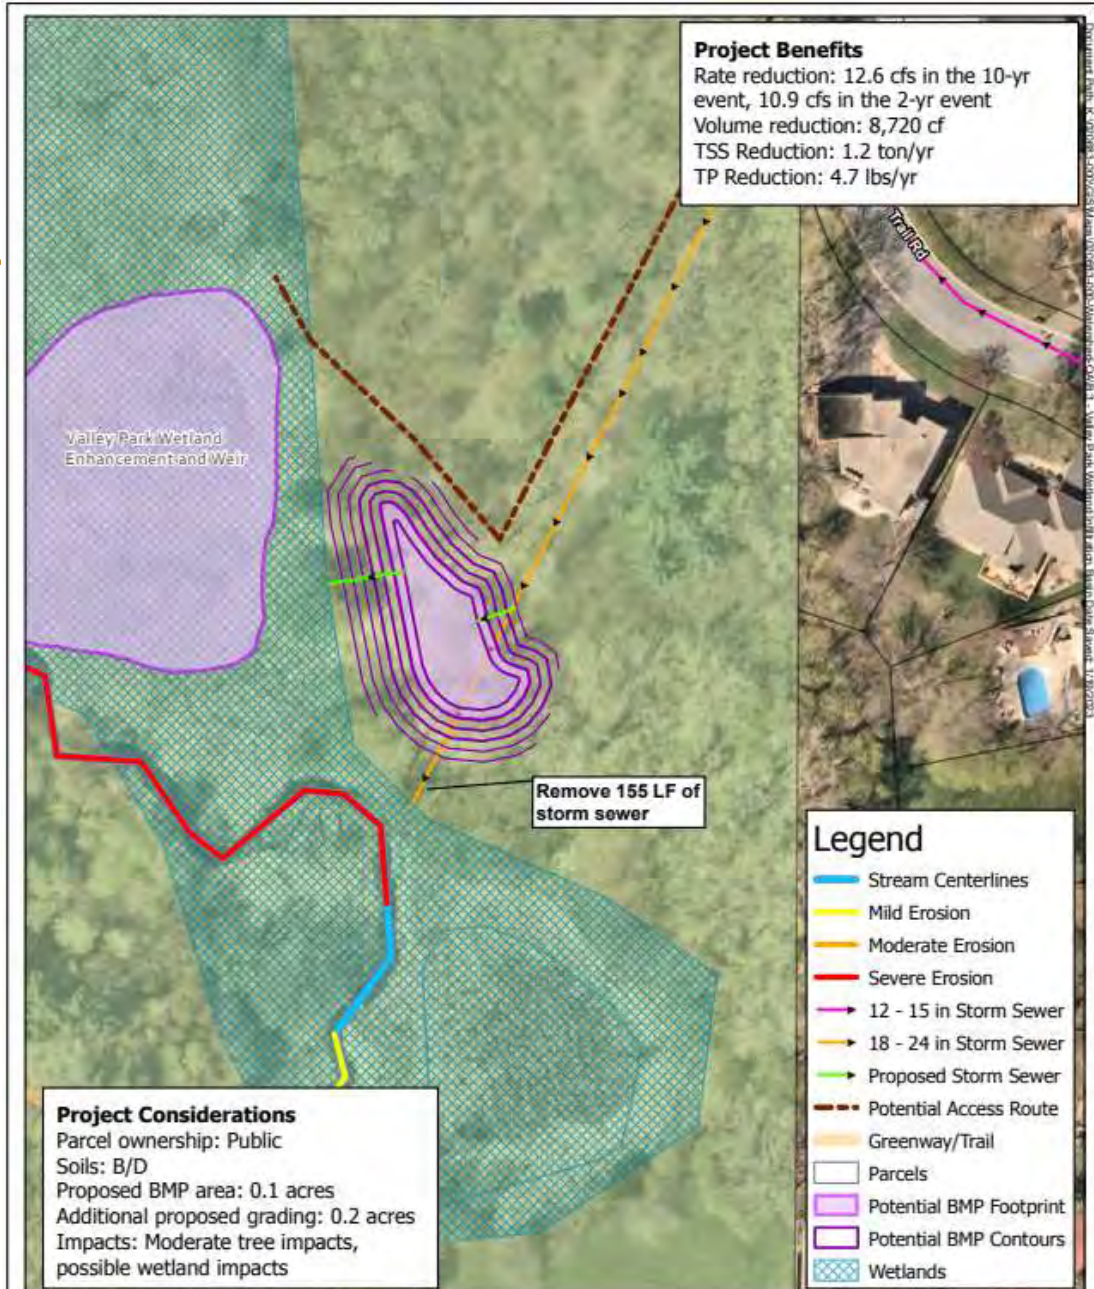 Project Benefits
Rate reduction: 12.6 cfs in the 10-yr
event, 10.9 cfs in the 2-yr event
Volume reduction: 8,720 cf
TSS Reduction: 1.2 ton/yr
TP Reduction: 4.7 lbs/yr
Trail Rd
Valley Park Wetland
Enhancement and Weir
Remove 155 LF of
storm sewer
Legend
Stream Centerlines
Mild Erosion
Moderate Erosion
Severe Erosion
12 - 15 in Storm Sewer
18 - 24 in Storm Sewer
Proposed Storm Sewer
Potential Access Route
Greenway/Trail
Parcels
Potential BMP Footprint
Potential BMP Contours
Wetlands
Project Considerations
Parcel ownership: Public
Soils: B/D
Proposed BMP area: 0.1 acres
Additional proposed grading: 0.2 acres
Impacts: Moderate tree impacts,
possible wetland impacts